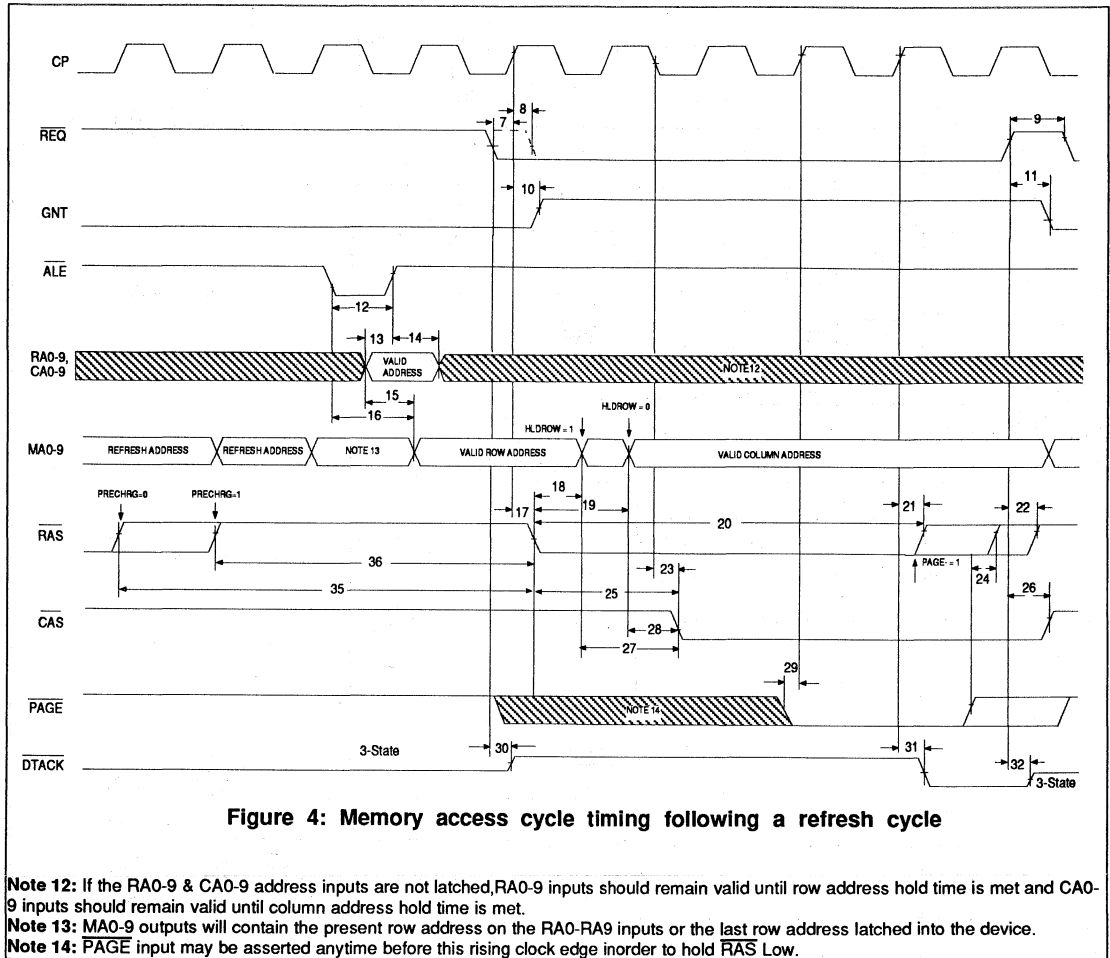 CP
8
7
REQ
9
10
11
GNT
ALE
12
13
14
RA0-9,
CA0-9
VALID
ADDRESS
NOTE12
15
16
HLDROW = 0
HLDROW = 1
MA0-9
REFRESH ADDRESS
REFRESH ADDRESS
NOTE 13
VALID ROW ADDRESS
VALID COLUMN ADDRESS
PRECHRG=0
PRECHRG=1
18
17
19
21
22
20
RAS
36
23
PAGE = 1
24
35
25
26
CAS
28
27
29
PAGE
NOTE 14
3-State
30
31
32
DTACK
3-State
Figure 4: Memory access cycle timing following a refresh cycle
Note 12: If the RA0-9 & CA0-9 address inputs are not latched,RA0-9 inputs should remain valid until row address hold time is met and CA0-
9 inputs should remain valid until column address hold time is met.
Note 13: MA0-9 outputs will contain the present row address on the RA0-RA9 inputs or the last row address latched into the device.
Note 14: PAGE input may be asserted anytime before this rising clock edge inorder to hold RAS Low.